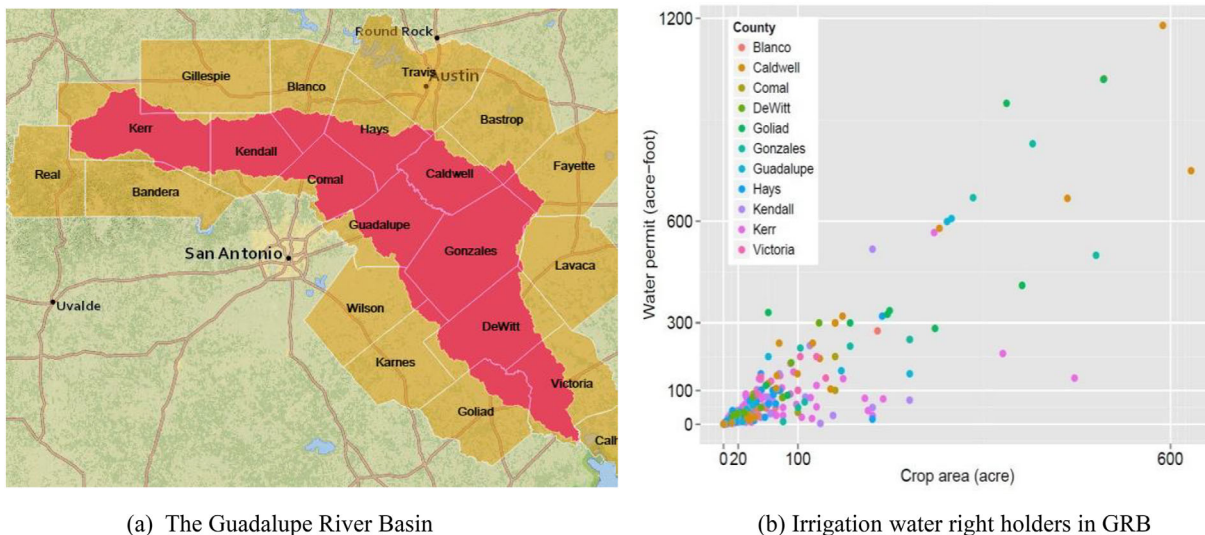 Round Rock
Gillespie
Travis
Austin
Blanco
Hays
Bastrop
Kerr
Kendall
Real
Bandera
Comal
Caldwell
Fayette
Guadalupe
San Antonio
Gonzales
Lavaca
Uvalde
Wilson
DeWitt
Karnes
Victoria
Goliad
Calh
(a) The Guadalupe River Basin
Water permit (acre-foot)
1200
600
300
100
0
County
Blanco
Caldwell
Comal
DeWitt
Goliad
Gonzales
Guadalupe
Hays
Kendall
Kerr
Victoria
0 20 100 600
Crop area (acre)
(b) Irrigation water right holders in GRB